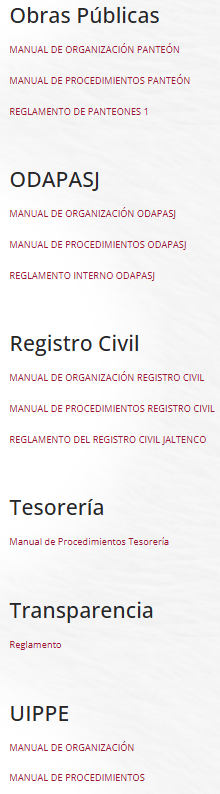 Obras Públicas
MANUAL DE ORGANIZACIÓN PANTEÓN
MANUAL DE PROCEDIMIENTOS PANTEÓN
REGLAMENTO DE PANTEONES 1
ODAPASJ
MANUAL DE ORGANIZACIÓN ODAPASJ
MANUAL DE PROCEDIMIENTOS ODAPASJ
REGLAMENTO INTERNO ODAPASJ
Registro Civil
MANUAL DE ORGANIZACIÓN REGISTRO CIVIL
MANUAL DE PROCEDIMIENTOS REGISTRO CIVIL
REGLAMENTO DEL REGISTRO CIVIL JALTENCO
Tesorería
Manual de Procedimientos Tesorería
Transparencia
Reglamento
UIPPE
MANUAL DE ORGANIZACIÓN
MANUAL DE PROCEDIMIENTOS